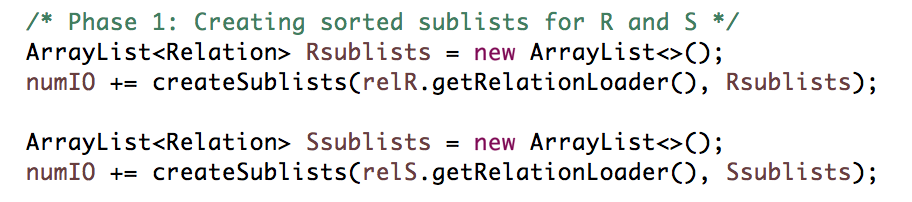 /* Phase 1: Creating sorted sublists for R and S */
ArrayList<Relation> Rsublists = new ArrayList<>();
numIO += createSublists(relR.getRelationLoader(), Rsublists);
ArrayList<Relation> Ssublists = new ArrayList<>();
numIO += createSublists(relS.getRelationLoader(), Ssublists);